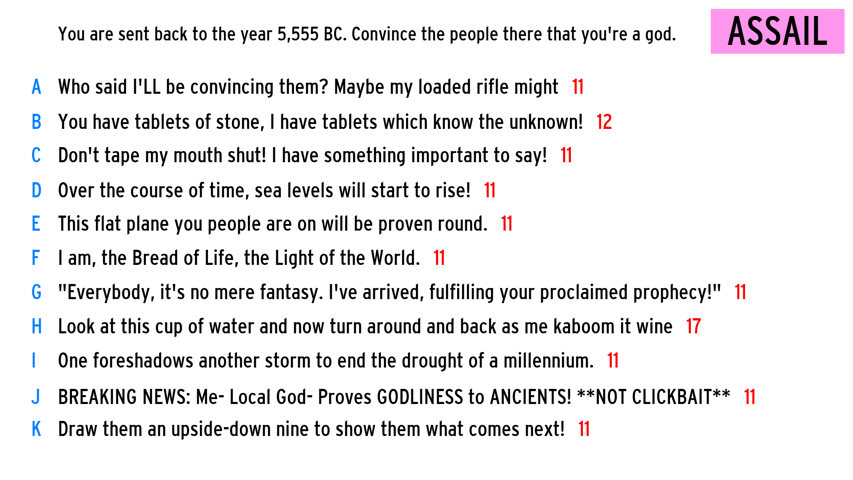 You are sent back to the year 5,555 BC. Convince the people there that you're a god.
ASSAIL
A Who said I'LL be convincing them? Maybe my loaded rifle might 11
B You have tablets of stone, I have tablets which know the unknown! 12
C Don't tape my mouth shut! I have something important to say! 11
D Over the course of time, sea levels will start to rise! 11
E This flat plane you people are on will be proven round. 11
F I am, the Bread of Life, the Light of the World. 11
G "Everybody, it's no mere fantasy. I've arrived, fulfilling your proclaimed prophecy!" 11
H Look at this cup of water and now turn around and back as me kaboom it wine 17
I One foreshadows another storm to end the drought of a millennium. 11
J BREAKING NEWS: Me- Local God- Proves GODLINESS to ANCIENTS! **NOT CLICKBAIT** 11
K Draw them an upside-down nine to show them what comes next! 11